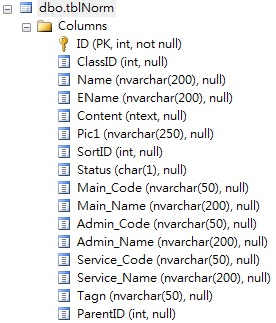 dbo.tblNorm
Columns
ID (PK, int, not null)
ClassID (int, null)
Name (nvarchar(200), null)
EName (nvarchar(200), null)
Content (ntext, null)
Pic1 (nvarchar(250), null)
SortID (int, null)
Status (char(1), null)
Main_Code (nvarchar(50), null)
Main_Name (nvarchar(200), null)
Admin_Code (nvarchar(50), null)
Admin_Name (nvarchar(200), null)
Service_Code (nvarchar(50), null)
Service_Name (nvarchar(200), null)
Tagn (nvarchar(50), null)
ParentID (int, null)